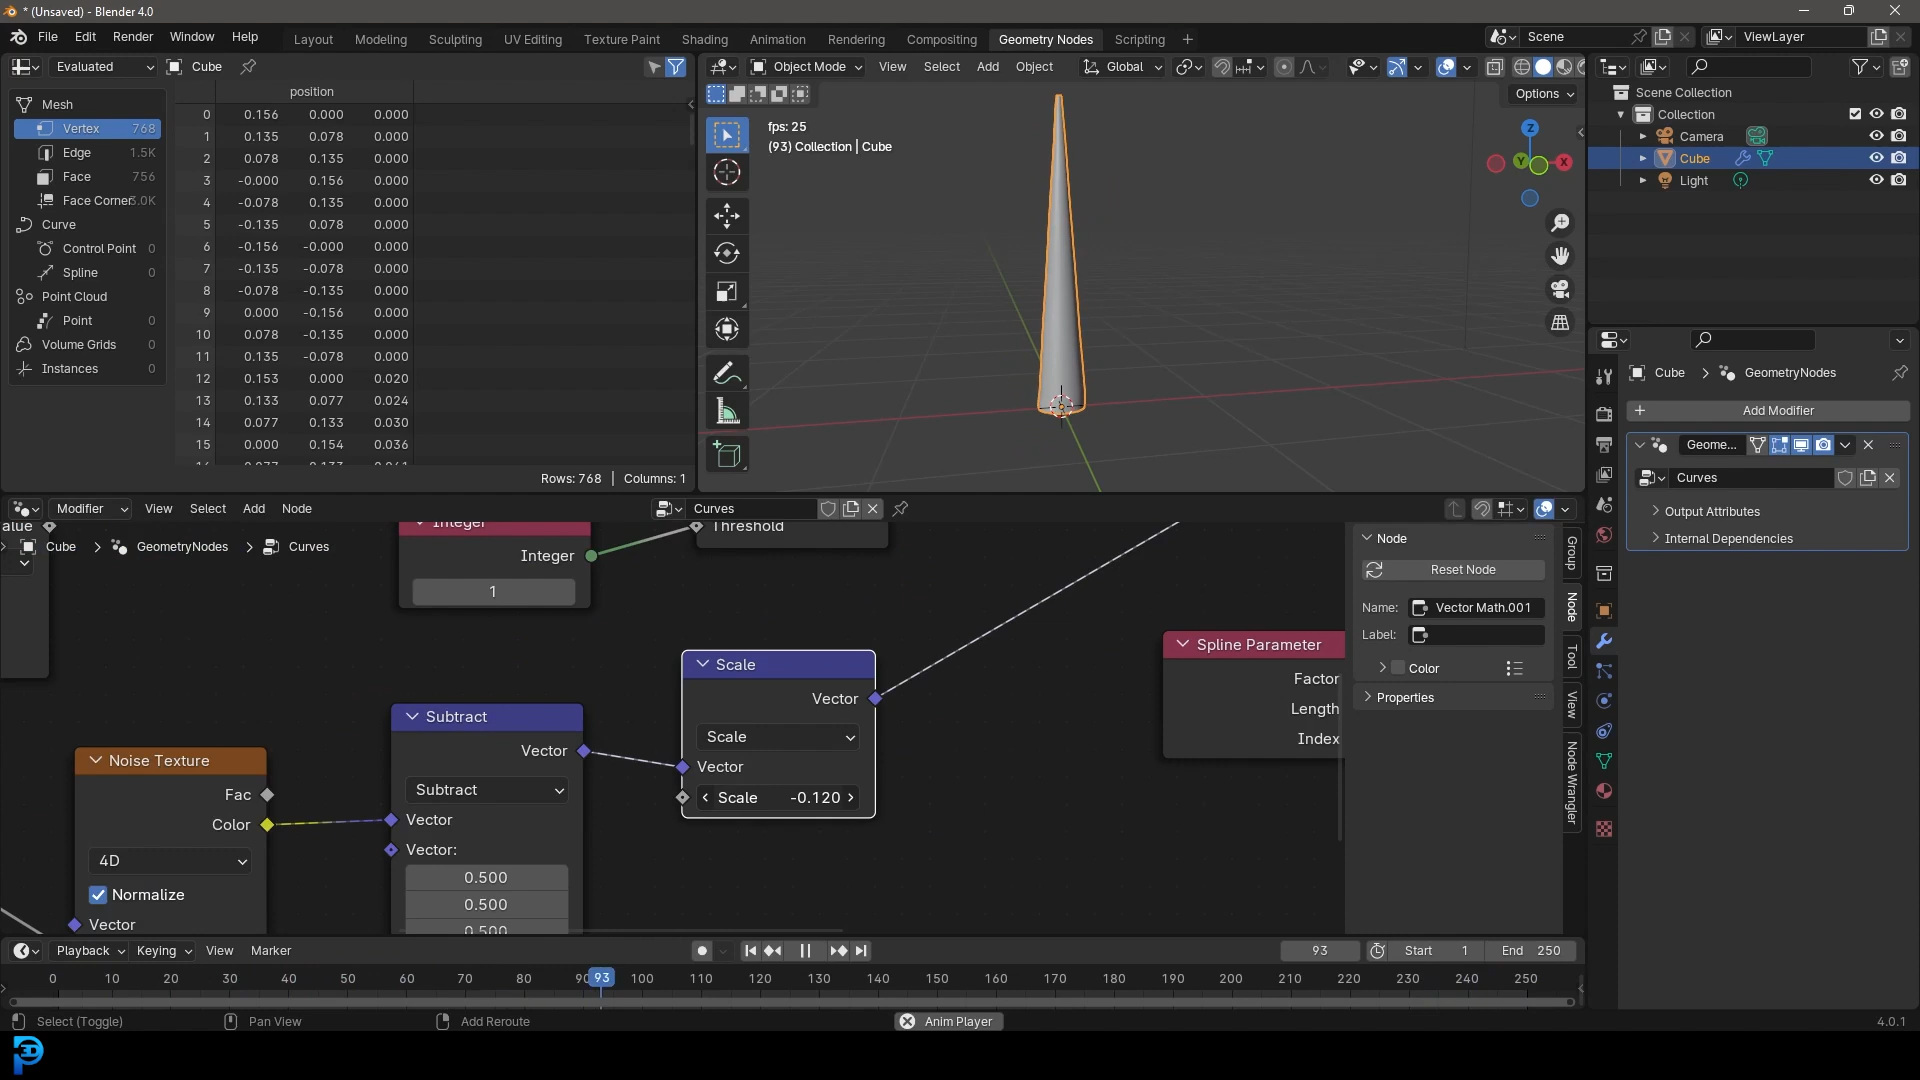 * (Unsaved) - Blender 4.0
File Edit Render Window Help
Layout Modeling Sculpting UV Editing Texture Paint Shading Animation Rendering Compositing Geometry Nodes Scripting +
Scene
ViewLayer
Evaluated
Cube
Object Mode
View Select Add Object
Global
Options
position
Mesh
Vertex 768
Edge 1.5K
Face 756
Face Corner 3.0K
Curve
Control Point 0
Spline 0
Point Cloud
Point 0
Volume Grids 0
Instances 0
0 0.156 0.000 0.000
1 0.135 0.078 0.000
2 0.078 0.135 0.000
3 -0.000 0.156 0.000
4 -0.078 0.135 0.000
5 -0.135 0.078 0.000
6 -0.156 -0.000 0.000
7 -0.135 -0.078 0.000
8 -0.078 -0.135 0.000
9 0.000 -0.156 0.000
10 0.078 -0.135 0.000
11 0.135 -0.078 0.000
12 0.153 0.000 0.020
13 0.133 0.077 0.024
14 0.077 0.133 0.030
15 0.000 0.154 0.036
Rows: 768 | Columns: 1
fps: 25
(93) Collection | Cube
Z
Y
X
Scene Collection
Collection
Camera
Cube
Light
Cube > GeometryNodes
+ Add Modifier
Geome...
Curves
Output Attributes
Internal Dependencies
Modifier
View Select Add Node
Curves
alue
Cube > GeometryNodes > Curves
Integer
Integer
1
Threshold
Scale
Vector
Scale
Vector
Scale -0.120
Subtract
Vector
Subtract
Vector
Vector:
0.500
0.500
0.500
Noise Texture
Fac
Color
4D
Normalize
Vector
Spline Parameter
Factor
Length
Index
Node
Reset Node
Name: Vector Math.001
Label:
Color
Properties
Group
Node
Tool
View
Node Wrangler
Playback Keying View Marker
93
Start 1
End 250
0 10 20 30 40 50 60 70 80 90 93 100 110 120 130 140 150 160 170 180 190 200 210 220 230 240 250
Select (Toggle)
Pan View
Add Reroute
Anim Player
4.0.1